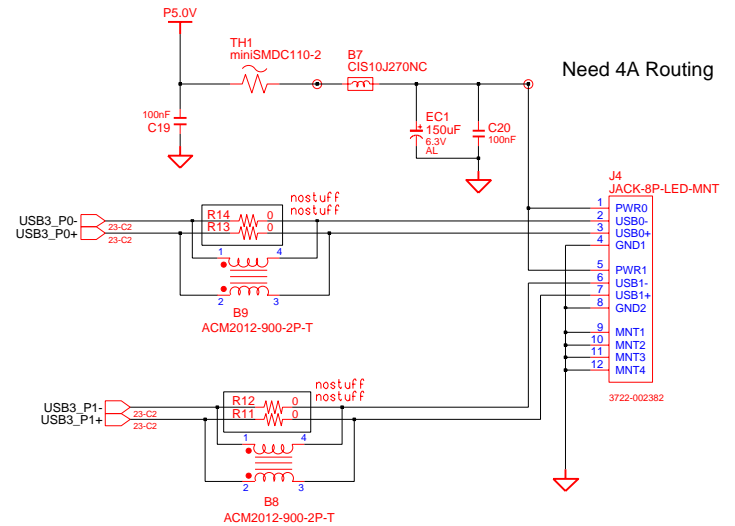 P5.0V
TH1
miniSMDC110-2
B7
CIS10J270NC
Need 4A Routing
100nF
C19
EC1
150uF
6.3V
AL
C20
100nF
J4
JACK-8P-LED-MNT
1 PWR0
2 USB0-
3 USB0+
4 GND1
5 PWR1
6 USB1-
7 USB1+
8 GND2
9 MNT1
10 MNT2
11 MNT3
12 MNT4
3722-002382
nostuff
nostuff
USB3_P0-
23-C2
USB3_P0+
23-C2
R14 0
R13 0
1 4
2 3
B9
ACM2012-900-2P-T
nostuff
nostuff
USB3_P1-
23-C2
USB3_P1+
23-C2
R12 0
R11 0
1 4
2 3
B8
ACM2012-900-2P-T